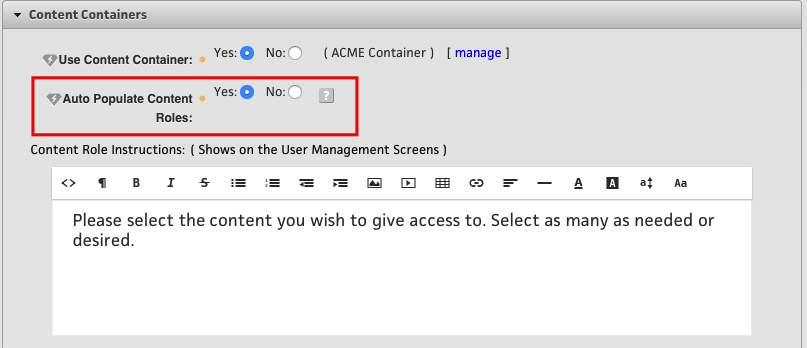 Content Containers
Use Content Container: Yes: No: ( ACME Container ) [ manage ]
Auto Populate Content Yes: No: ?
Roles:
Content Role Instructions: ( Shows on the User Management Screens )
<> ¶ B I S A A a Aa
Please select the content you wish to give access to. Select as many as needed or
desired.